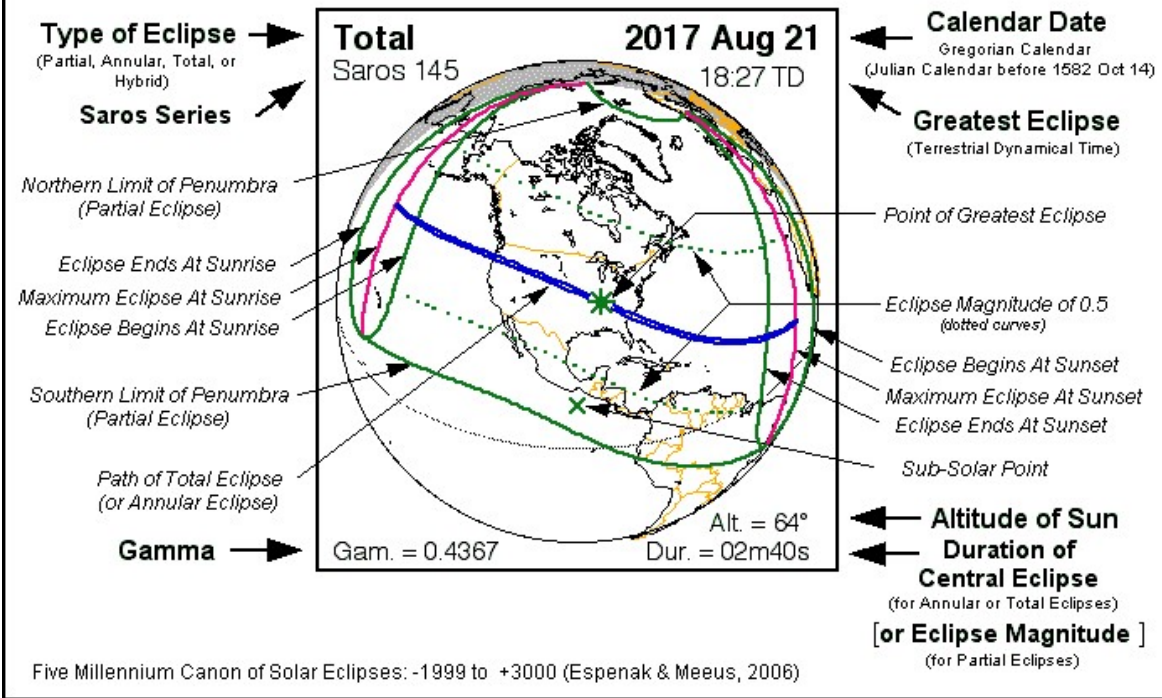 Type of Eclipse
(Partial, Annular, Total, or
Hybrid)
Saros Series
Total
2017 Aug 21
Saros 145
18:27 TD
Calendar Date
Gregorian Calendar
(Julian Calendar before 1582 Oct 14)
Greatest Eclipse
(Terrestrial Dynamical Time)
Northern Limit of Penumbra
(Partial Eclipse)
Eclipse Ends At Sunrise
Maximum Eclipse At Sunrise
Eclipse Begins At Sunrise
Southern Limit of Penumbra
(Partial Eclipse)
Path of Total Eclipse
(or Annular Eclipse)
Gamma
Point of Greatest Eclipse
Eclipse Magnitude of 0.5
(dotted curves)
Eclipse Begins At Sunset
Maximum Eclipse At Sunset
Eclipse Ends At Sunset
Sub-Solar Point
Alt. = 64°
Gam. = 0.4367
Dur. = 02m40s
Altitude of Sun
Duration of
Central Eclipse
(for Annular or Total Eclipses)
[or Eclipse Magnitude ]
(for Partial Eclipses)
Five Millennium Canon of Solar Eclipses: -1999 to +3000 (Espenak & Meeus, 2006)